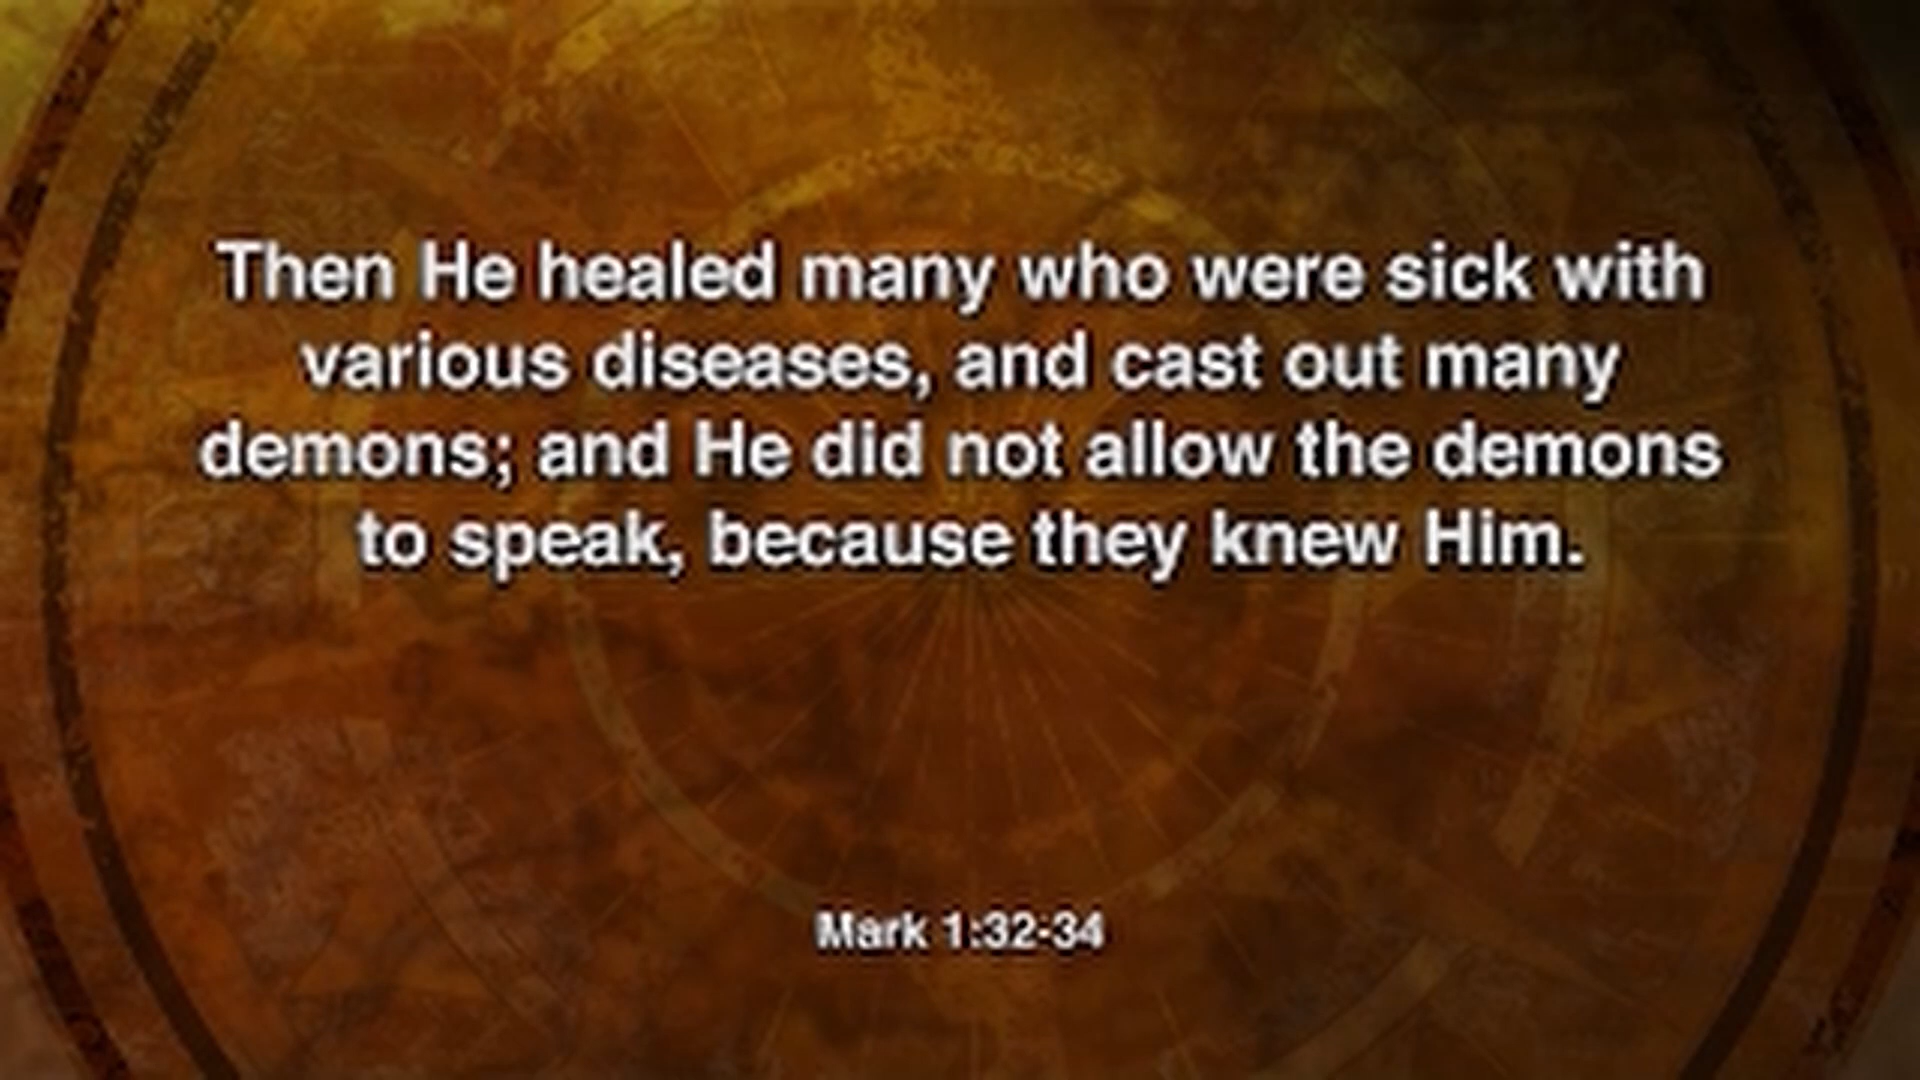 Then He healed many who were sick with
various diseases, and cast out many
demons; and He did not allow the demons
to speak, because they knew Him.
Mark 1:32-34